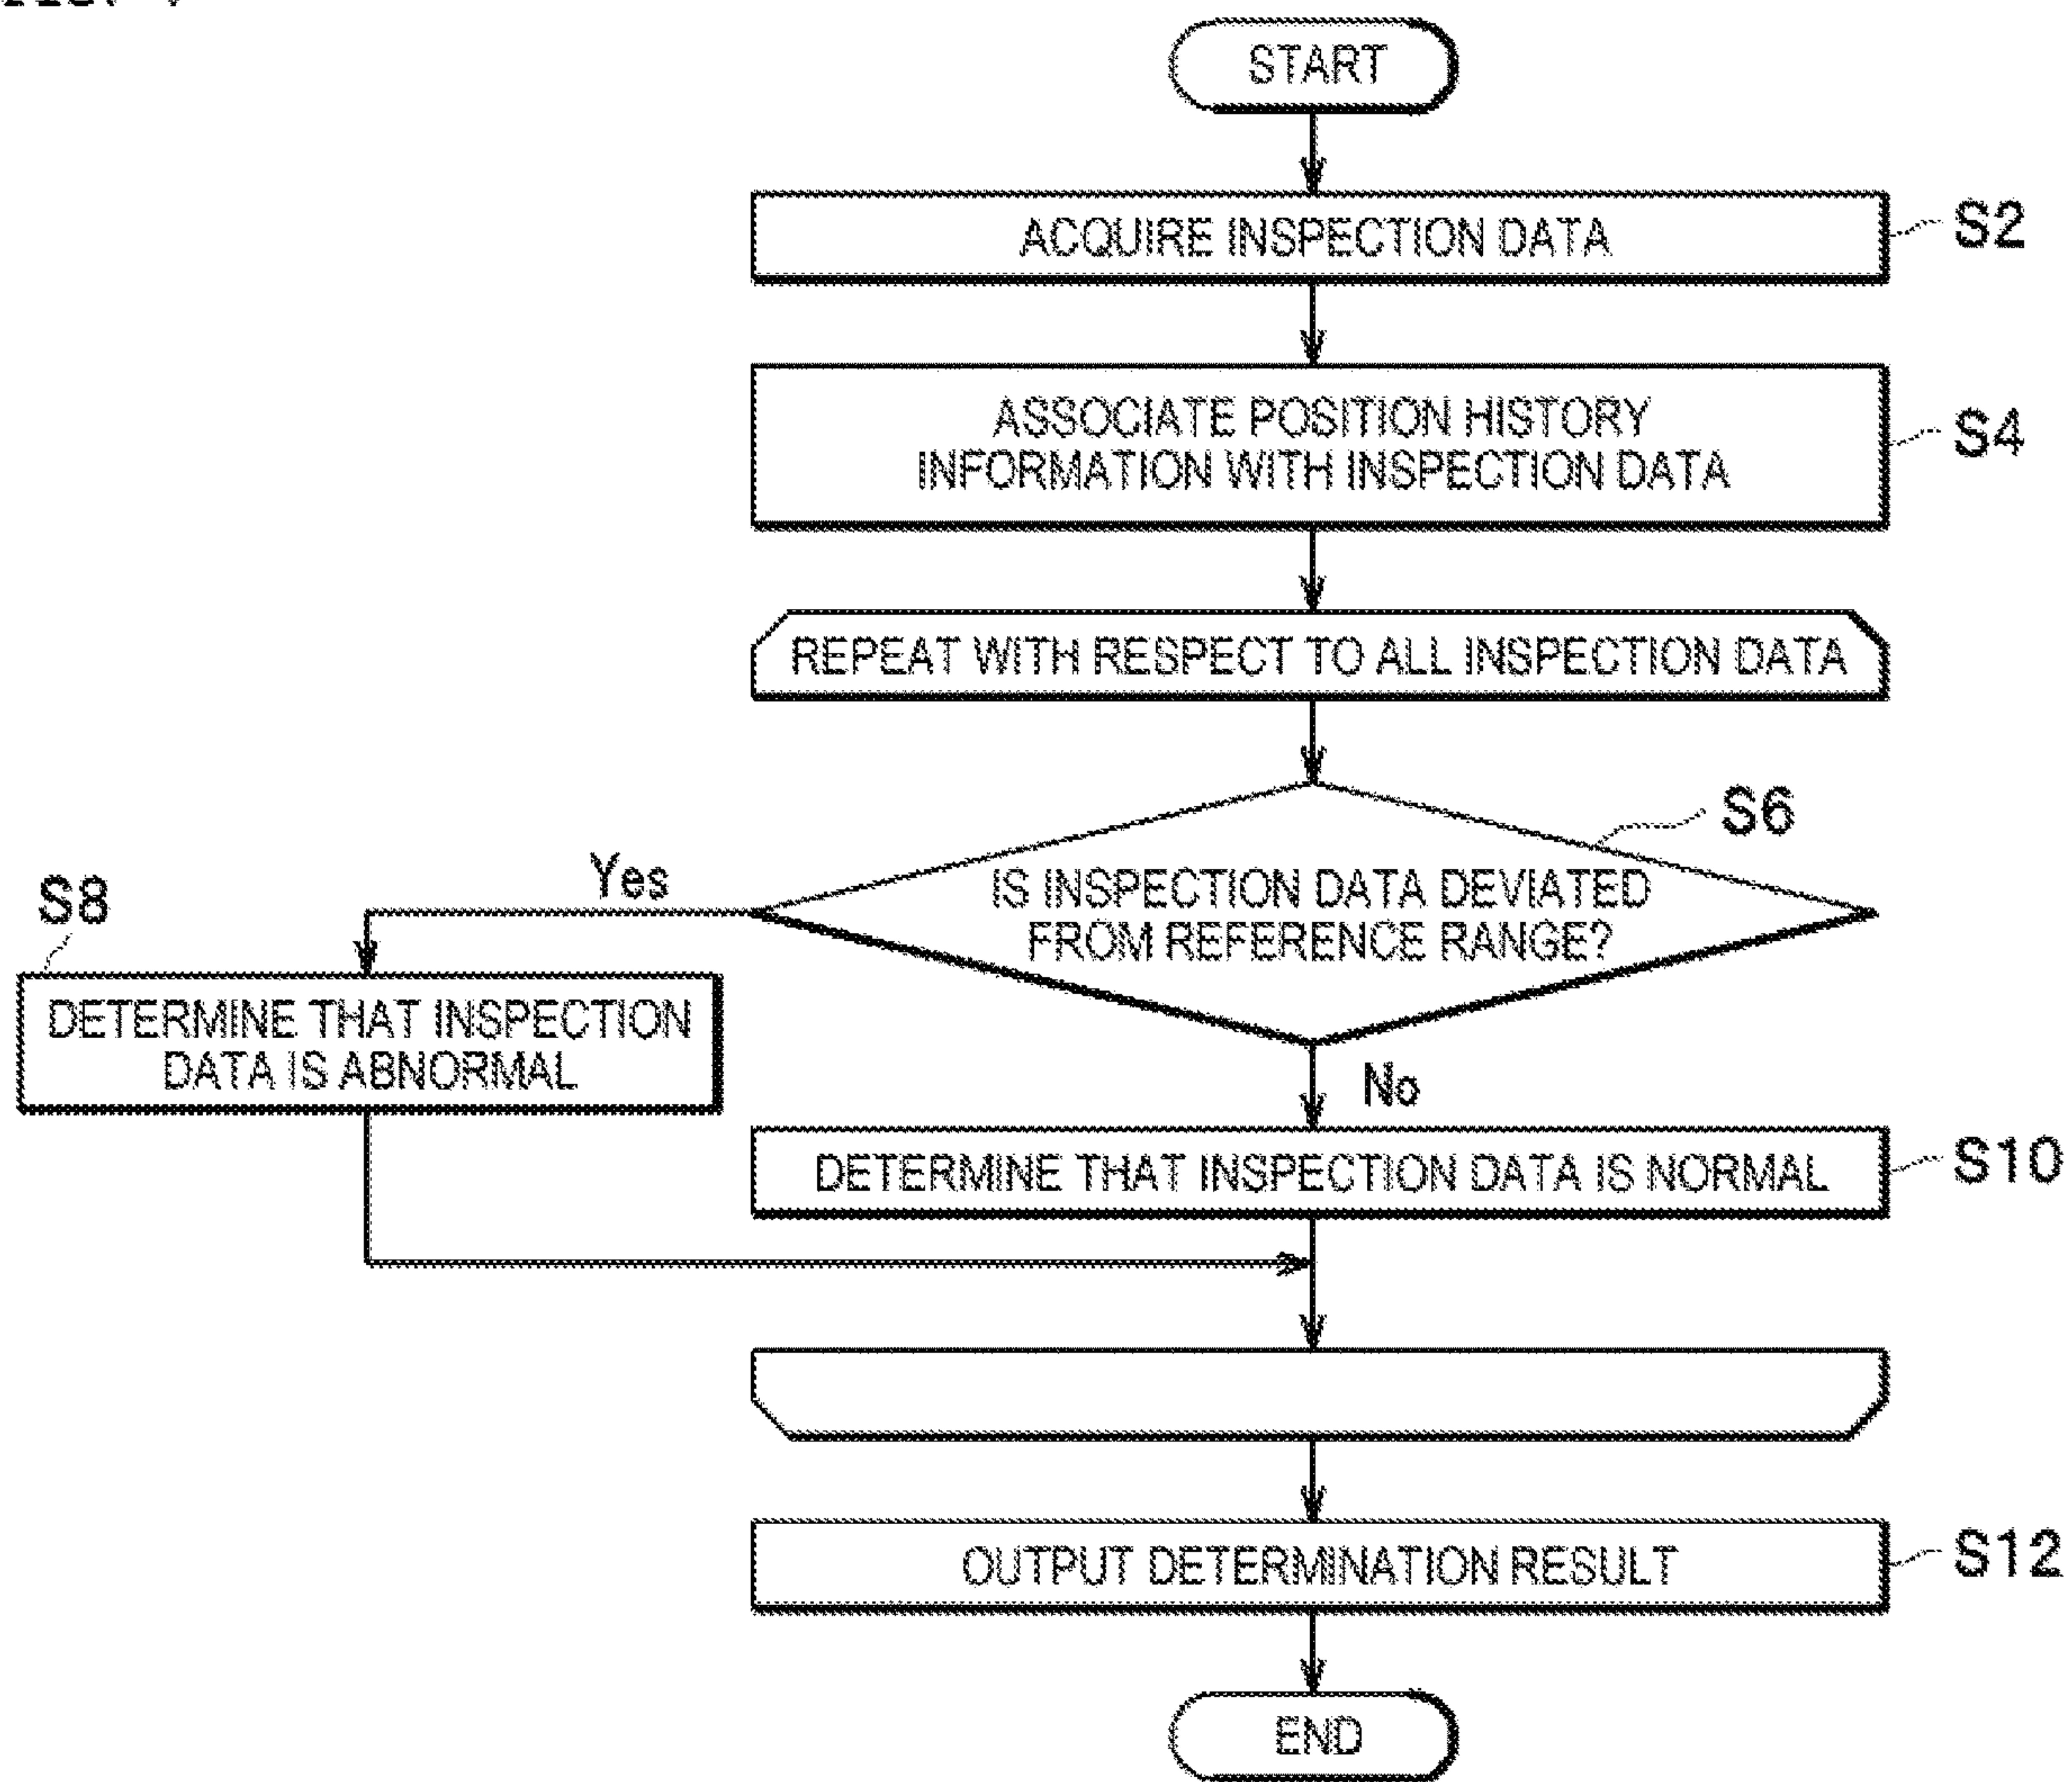 START
ACQUIRE INSPECTION DATA
S2
ASSOCIATE POSITION HISTORY
INFORMATION WITH INSPECTION DATA
S4
REPEAT WITH RESPECT TO ALL INSPECTION DATA
S6
IS INSPECTION DATA DEVIATED
FROM REFERENCE RANGE?
Yes
S8
DETERMINE THAT INSPECTION
DATA IS ABNORMAL
No
DETERMINE THAT INSPECTION DATA IS NORMAL
S10
OUTPUT DETERMINATION RESULT
S12
END